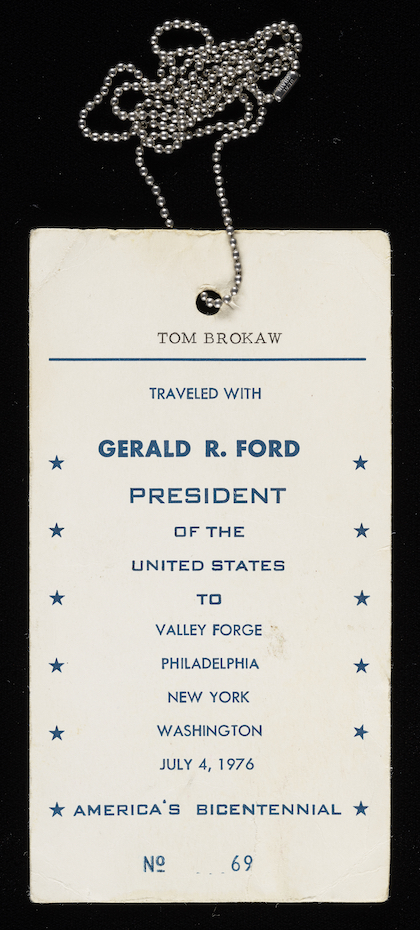 TOM BROKAW
TRAVELED WITH
GERALD R. FORD
PRESIDENT
OF THE
UNITED STATES
TO
VALLEY FORGE
PHILADELPHIA
NEW YORK
WASHINGTON
JULY 4, 1976
AMERICA'S BICENTENNIAL
Nº 69